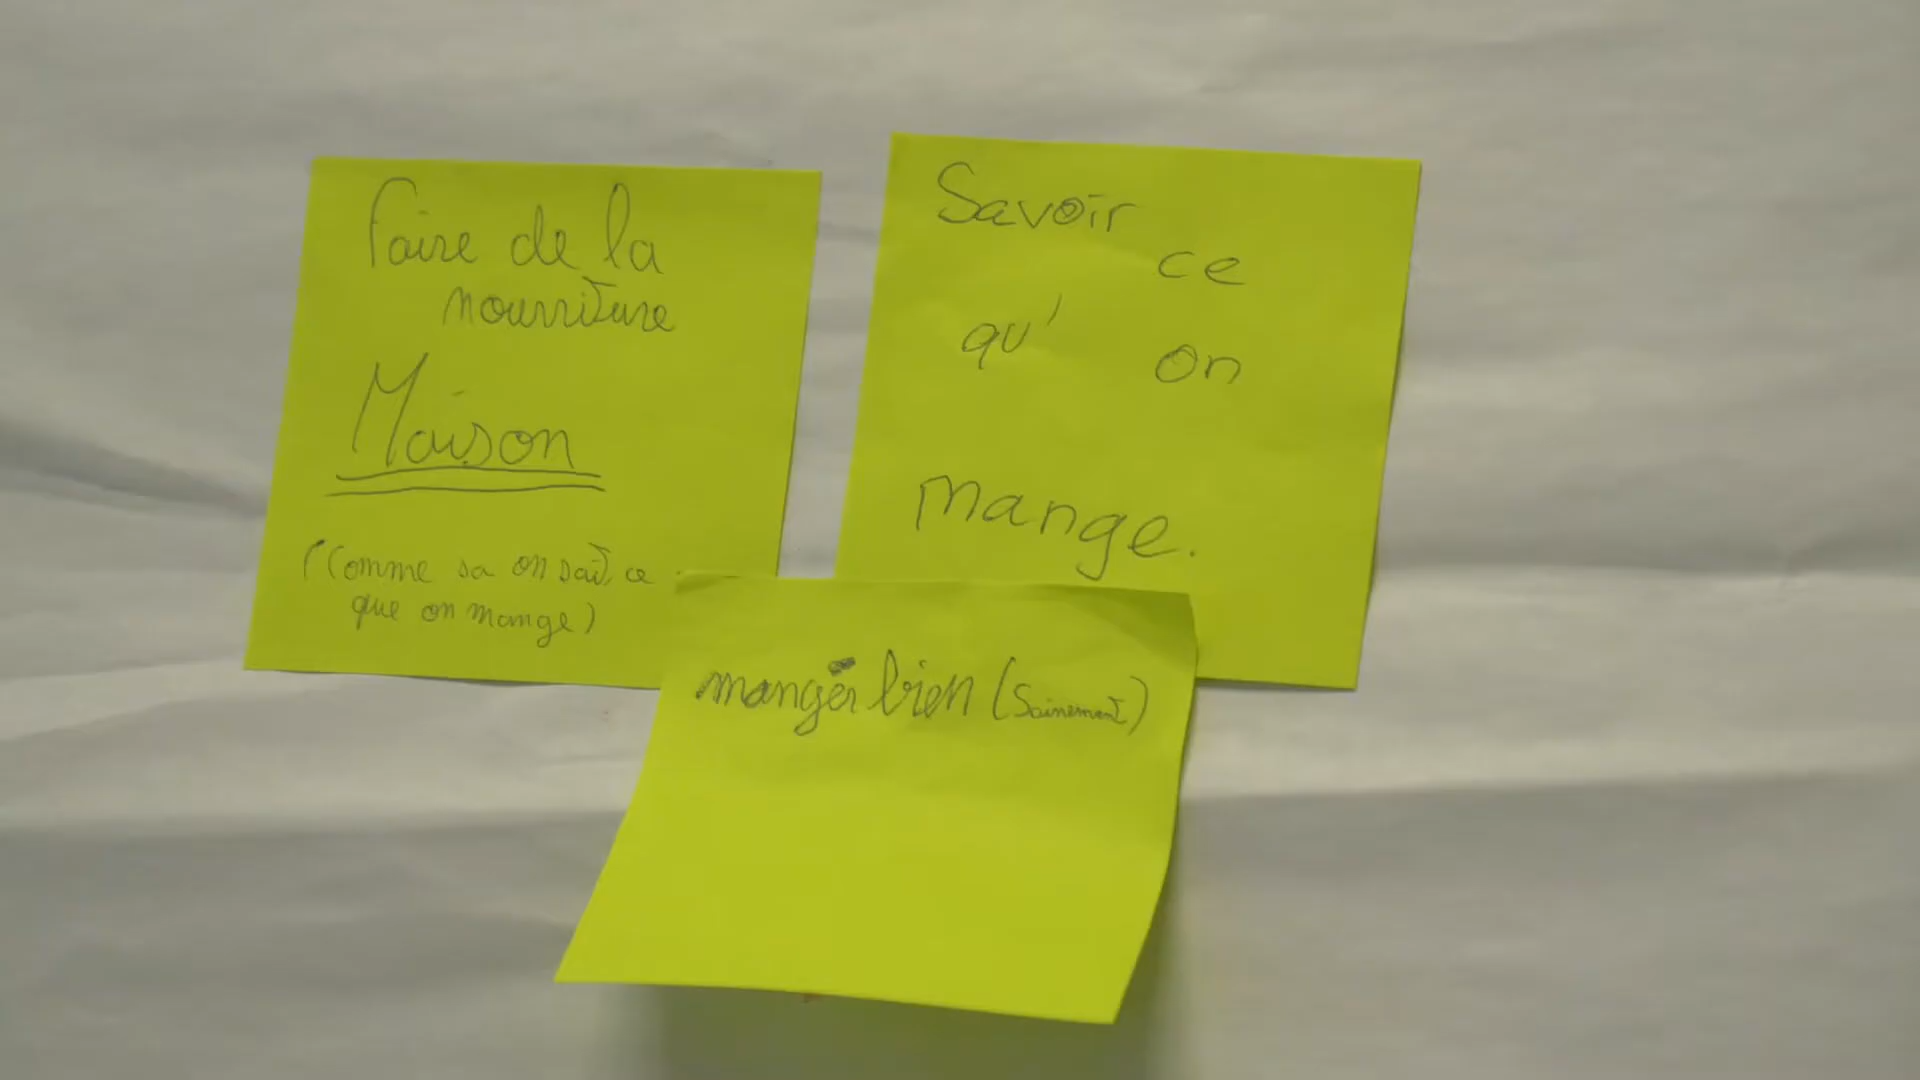 Faire de la
nourriture
Maison
(Comme sa on sait ce
que on mange)
Savoir
ce
qu'
on
mange.
manger bien (Sainement)